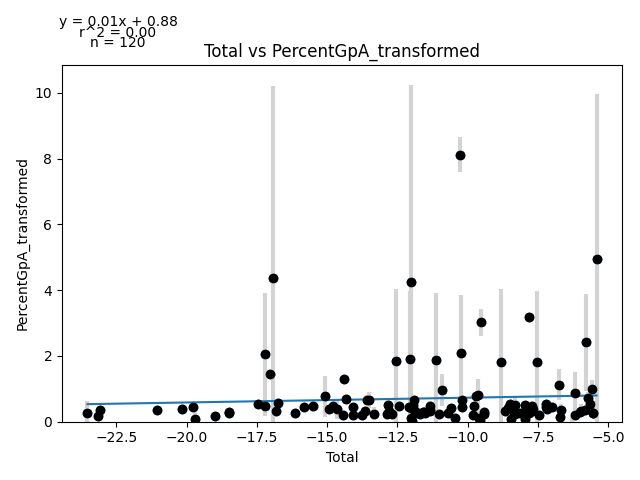 y = 0.01x + 0.88
r^2 = 0.00
n = 120
Total vs PercentGpA_transformed
PercentGpA_transformed
10
8
6
4
2
0
−22.5 −20.0 −17.5 −15.0 −12.5 −10.0 −7.5 −5.0
Total